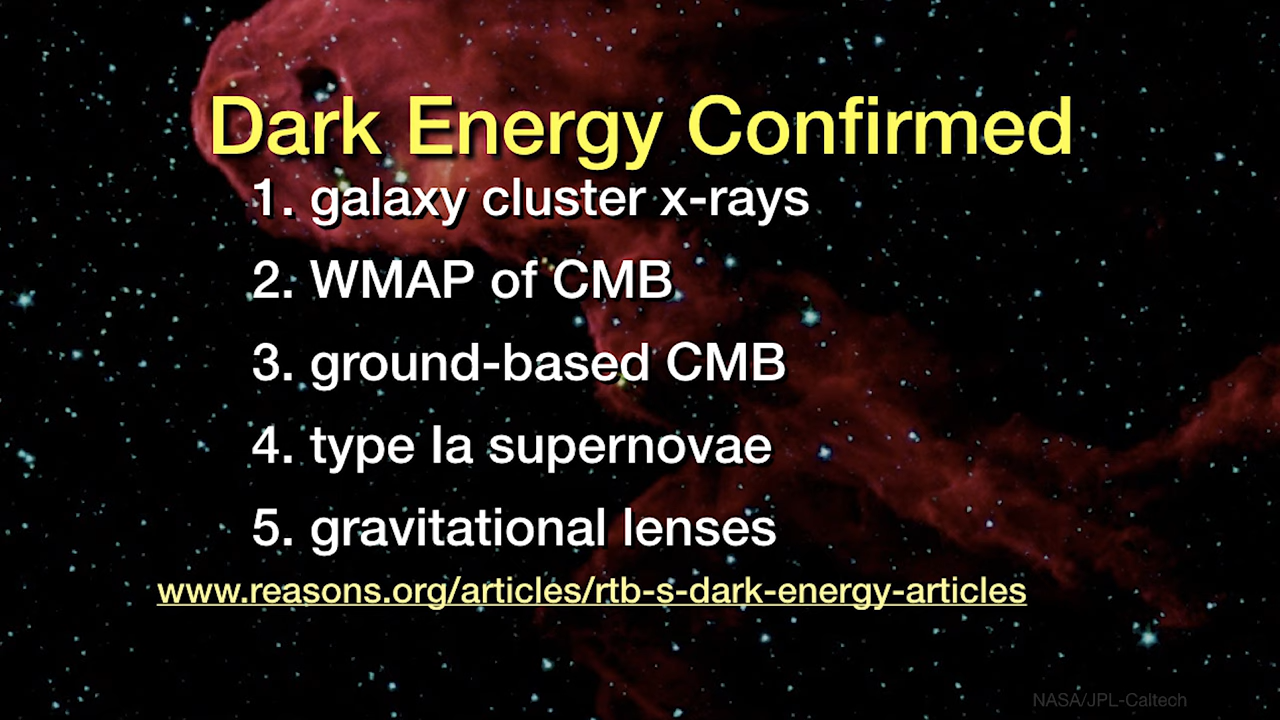 Dark Energy Confirmed
1. galaxy cluster x-rays
2. WMAP of CMB
3. ground-based CMB
4. type Ia supernovae
5. gravitational lenses
www.reasons.org/articles/rtb-s-dark-energy-articles
NASA/JPL-Caltech